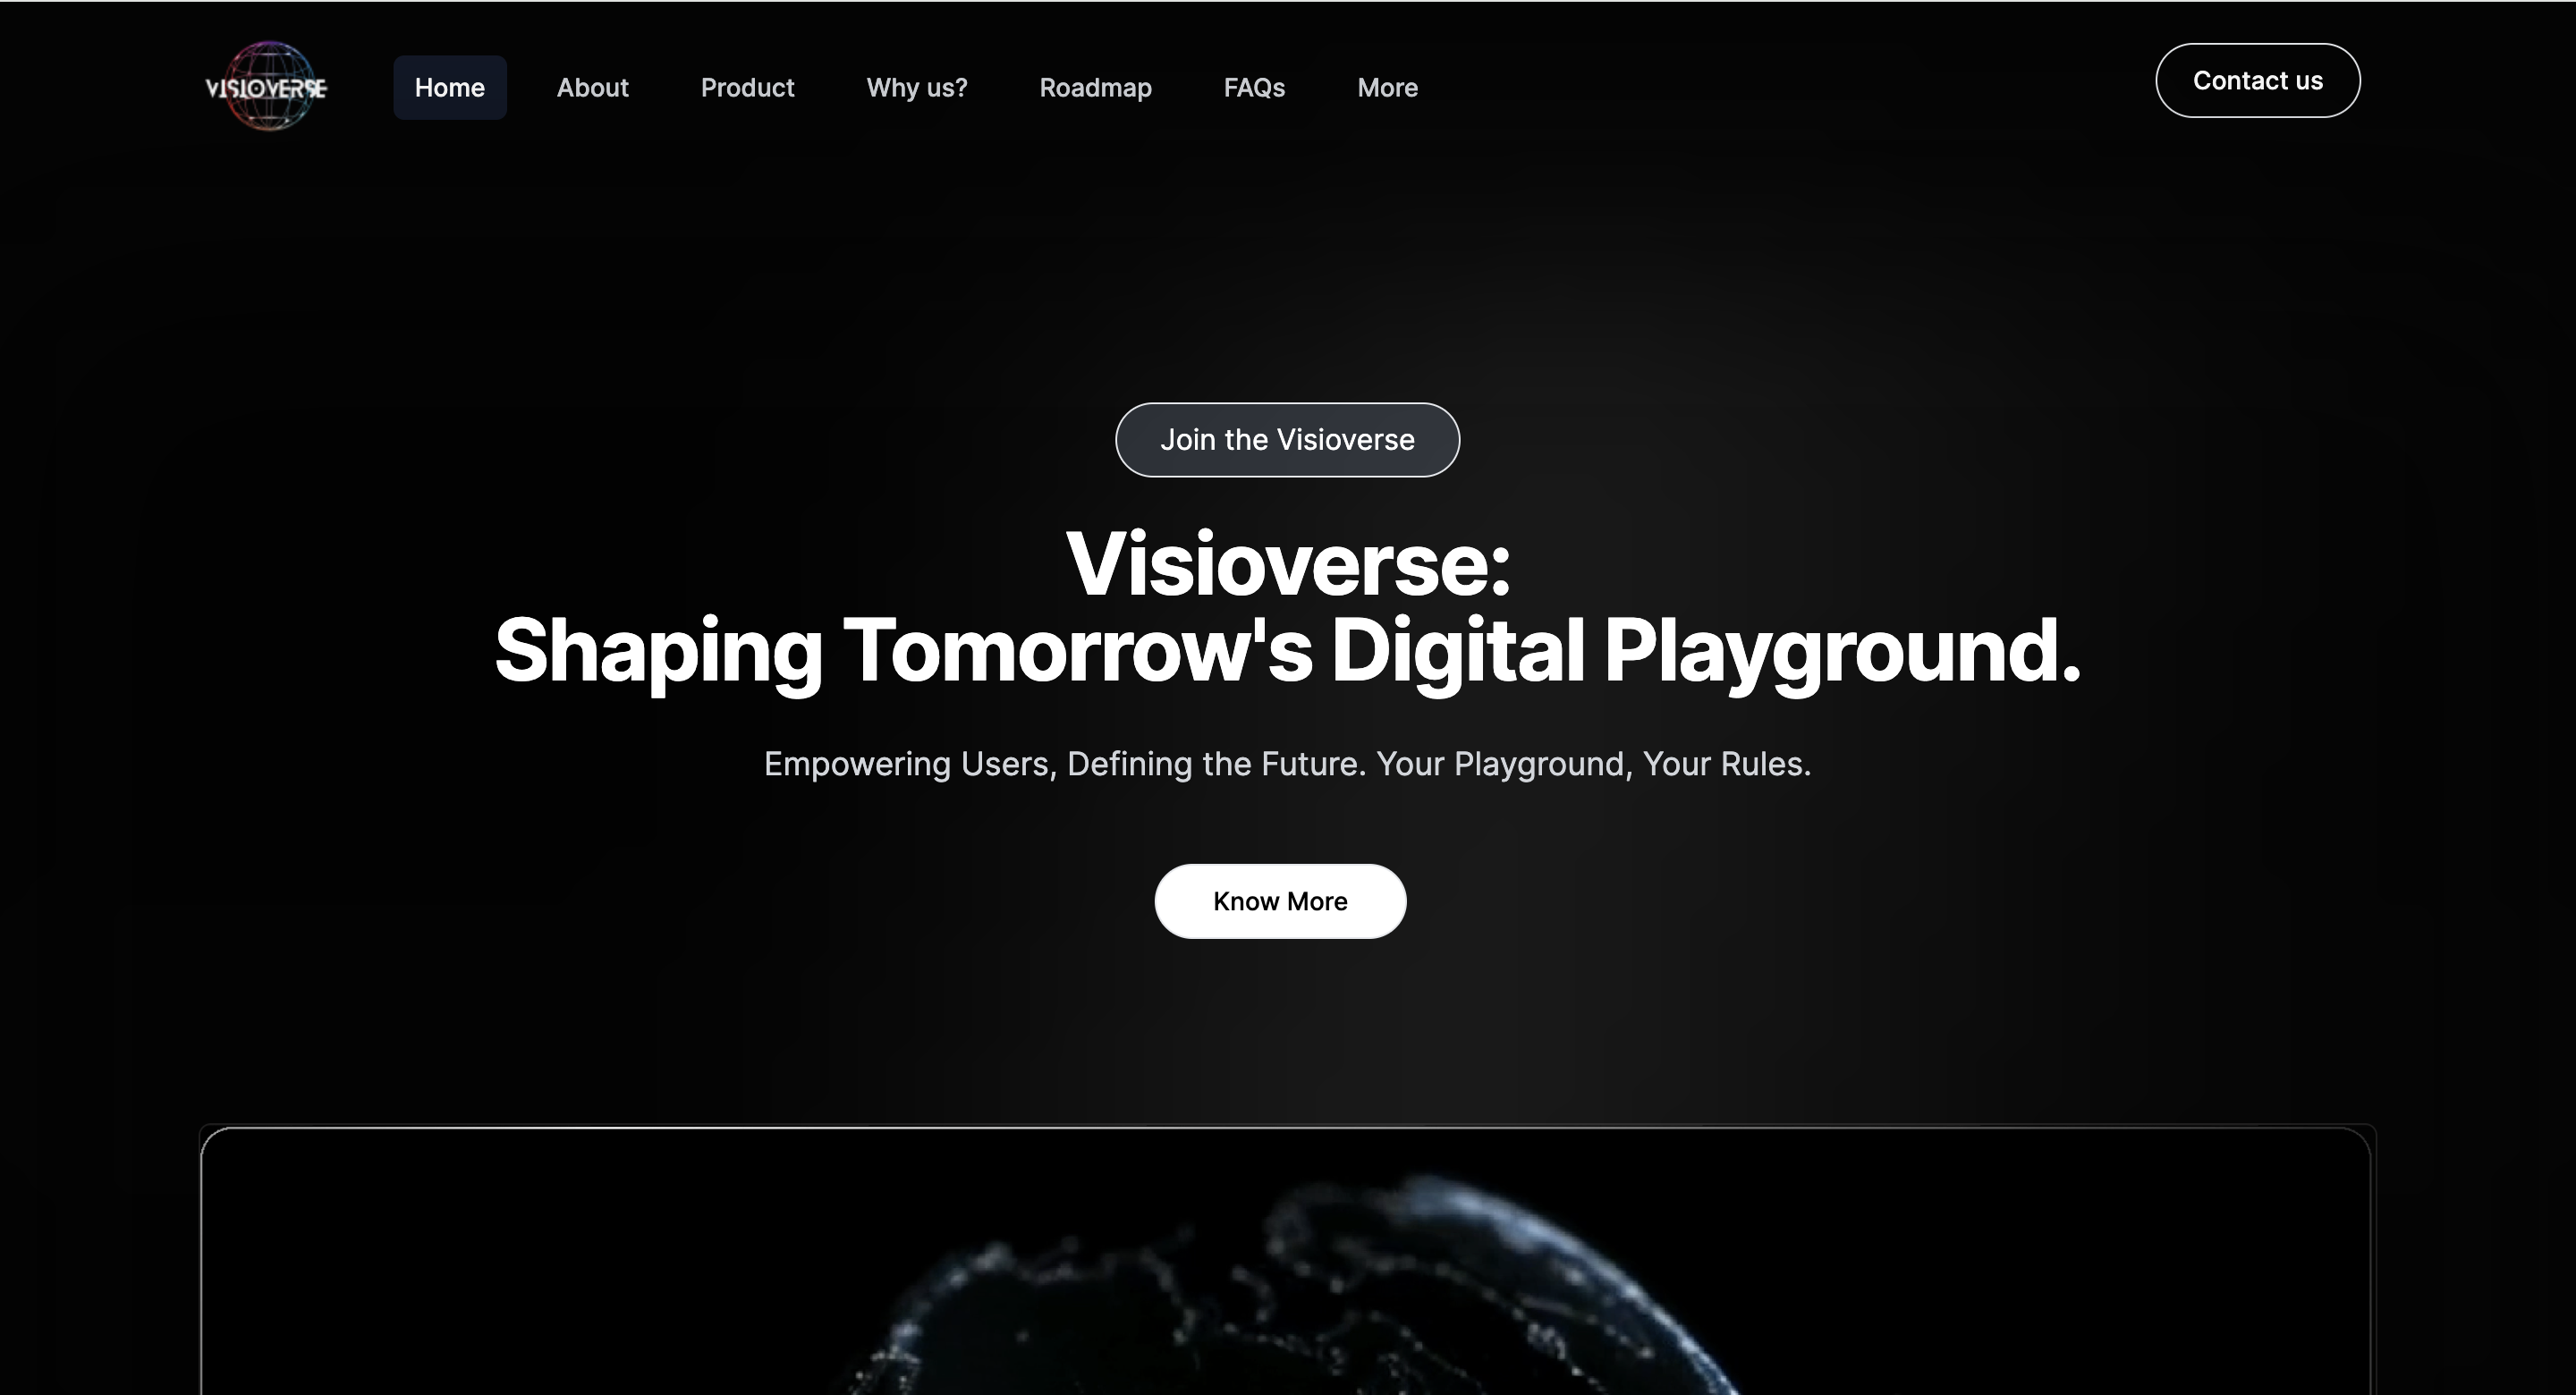 VISIOVERSE
Home
About
Product
Why us?
Roadmap
FAQs
More
Contact us
Join the Visioverse
Visioverse:
Shaping Tomorrow's Digital Playground.
Empowering Users, Defining the Future. Your Playground, Your Rules.
Know More